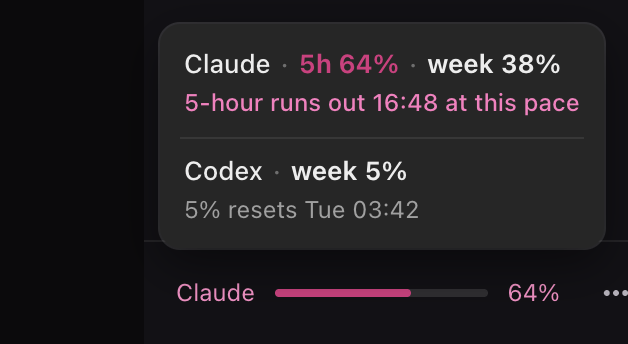 Claude · 5h 64% · week 38%
5-hour runs out 16:48 at this pace
Codex · week 5%
5% resets Tue 03:42
Claude 64% •••